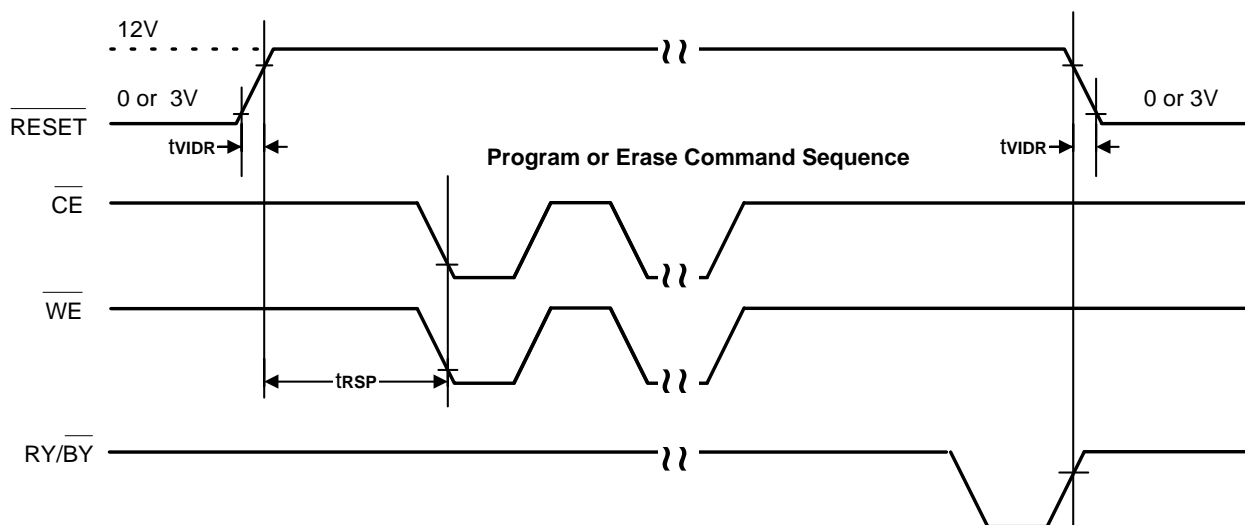 12V
0 or 3V
0 or 3V
RESET
tVIDR
tVIDR
Program or Erase Command Sequence
CE
WE
tRSP
RY/BY